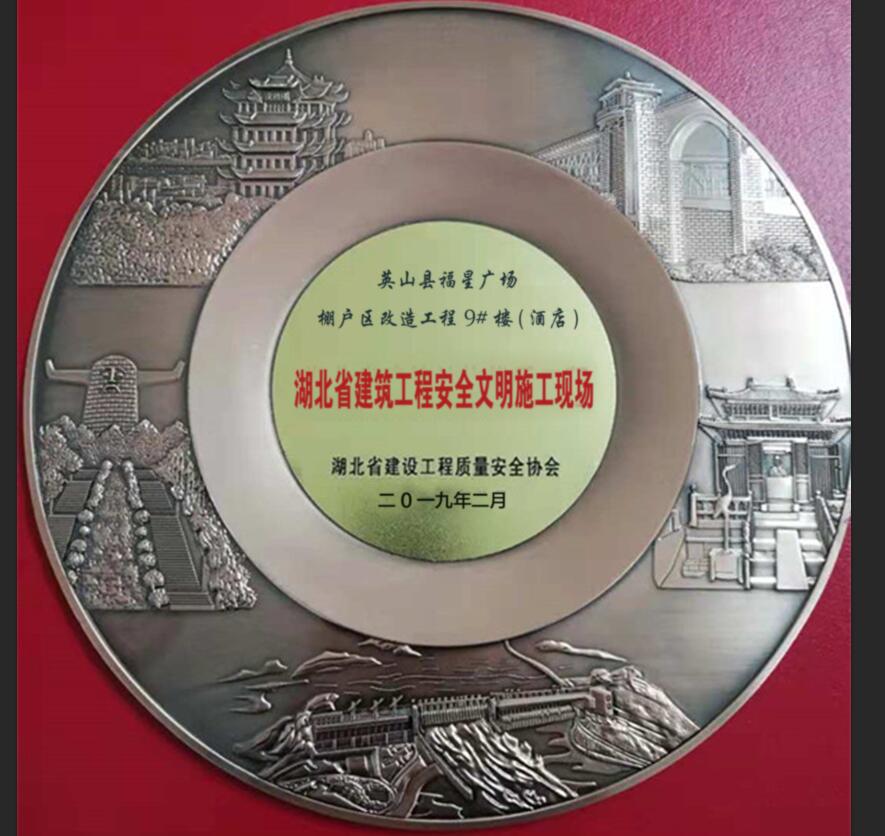 英山县福星广场
棚户区改造工程9#楼(酒店)
湖北省建筑工程安全文明施工现场
湖北省建设工程质量安全协会
二0一九年二月